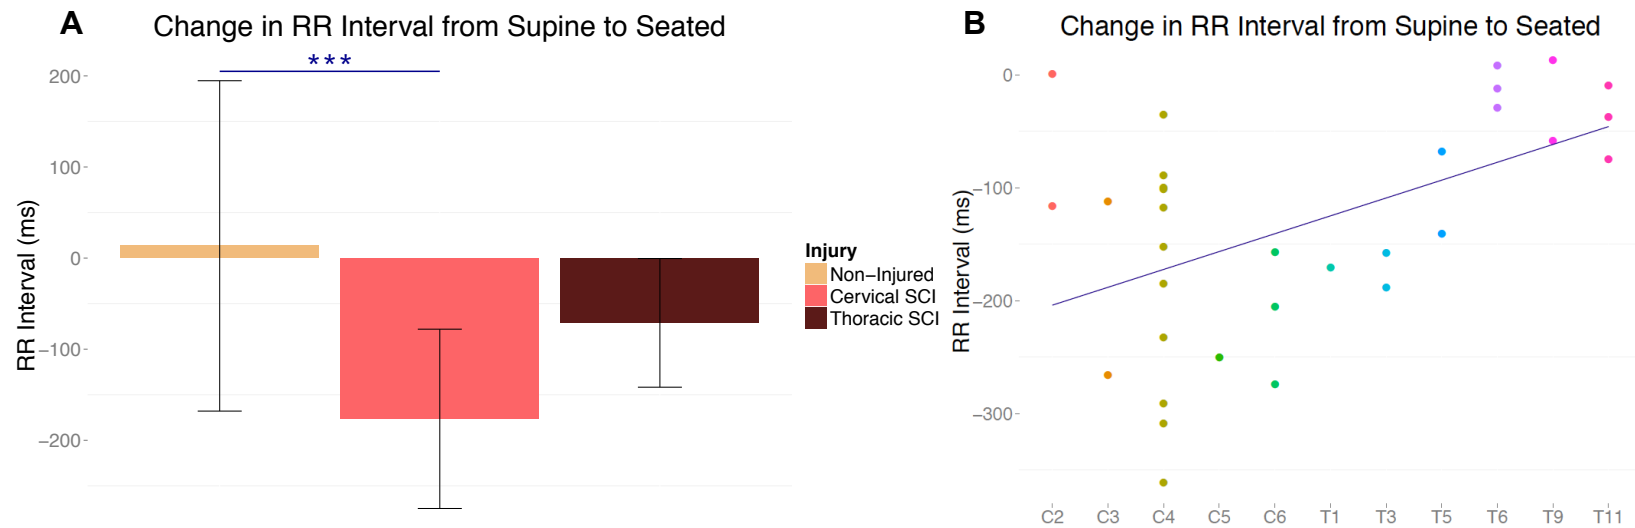 A
Change in RR Interval from Supine to Seated
***
200
100
0
−100
−200
RR Interval (ms)
Injury
Non−Injured
Cervical SCI
Thoracic SCI
B
Change in RR Interval from Supine to Seated
0
−100
−200
−300
RR Interval (ms)
C2 C3 C4 C5 C6 T1 T3 T5 T6 T9 T11